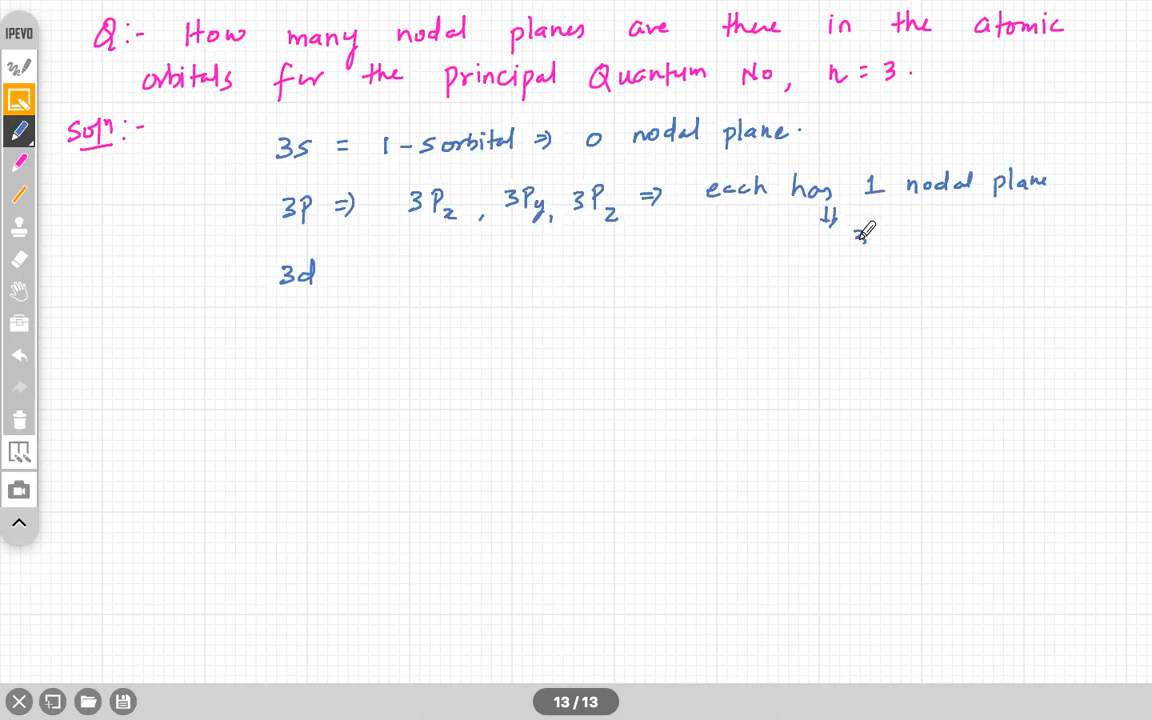 IPEVO
Q:- How many nodal planes are there in the atomic
orbitals for the Principal Quantum No, n = 3.
Solⁿ:-
3s = 1 - s orbital ⇒ 0 nodal plane.
3P ⇒ 3Pz, 3Py, 3Pz ⇒ each has 1 nodal plane
⇓ 3
3d
13 / 13